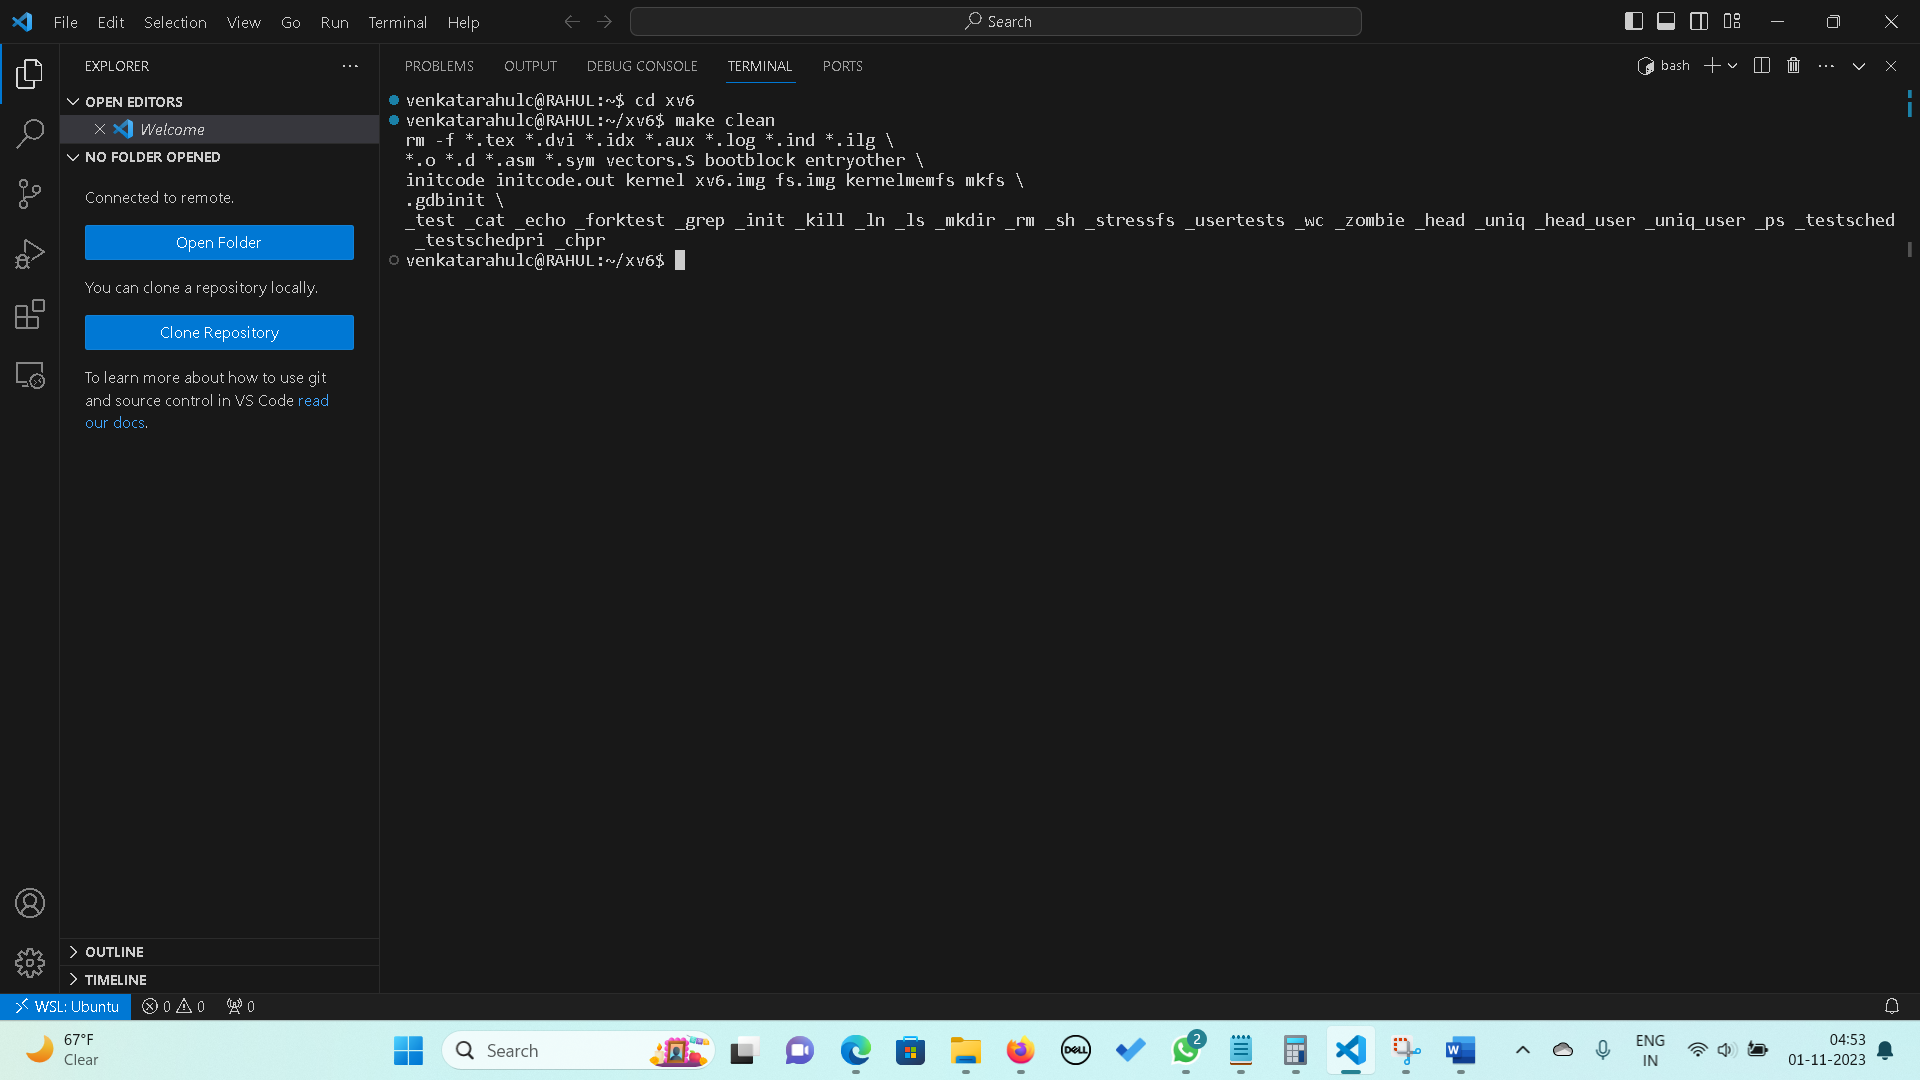 File Edit Selection View Go Run Terminal Help
Search
EXPLORER
OPEN EDITORS
Welcome
NO FOLDER OPENED
Connected to remote.
Open Folder
You can clone a repository locally.
Clone Repository
To learn more about how to use git
and source control in VS Code read
our docs.
OUTLINE
TIMELINE
PROBLEMS OUTPUT DEBUG CONSOLE TERMINAL PORTS
bash
venkatarahulc@RAHUL:~$ cd xv6
venkatarahulc@RAHUL:~/xv6$ make clean
rm -f *.tex *.dvi *.idx *.aux *.log *.ind *.ilg \
*.o *.d *.asm *.sym vectors.S bootblock entryother \
initcode initcode.out kernel xv6.img fs.img kernelmemfs mkfs \
.gdbinit \
_test _cat _echo _forktest _grep _init _kill _ln _ls _mkdir _rm _sh _stressfs _usertests _wc _zombie _head _uniq _head_user _uniq_user _ps _testsched
_testschedpri _chpr
venkatarahulc@RAHUL:~/xv6$
WSL: Ubuntu 0 0 0
67°F
Clear
Search
DELL
2
ENG
IN
04:53
01-11-2023